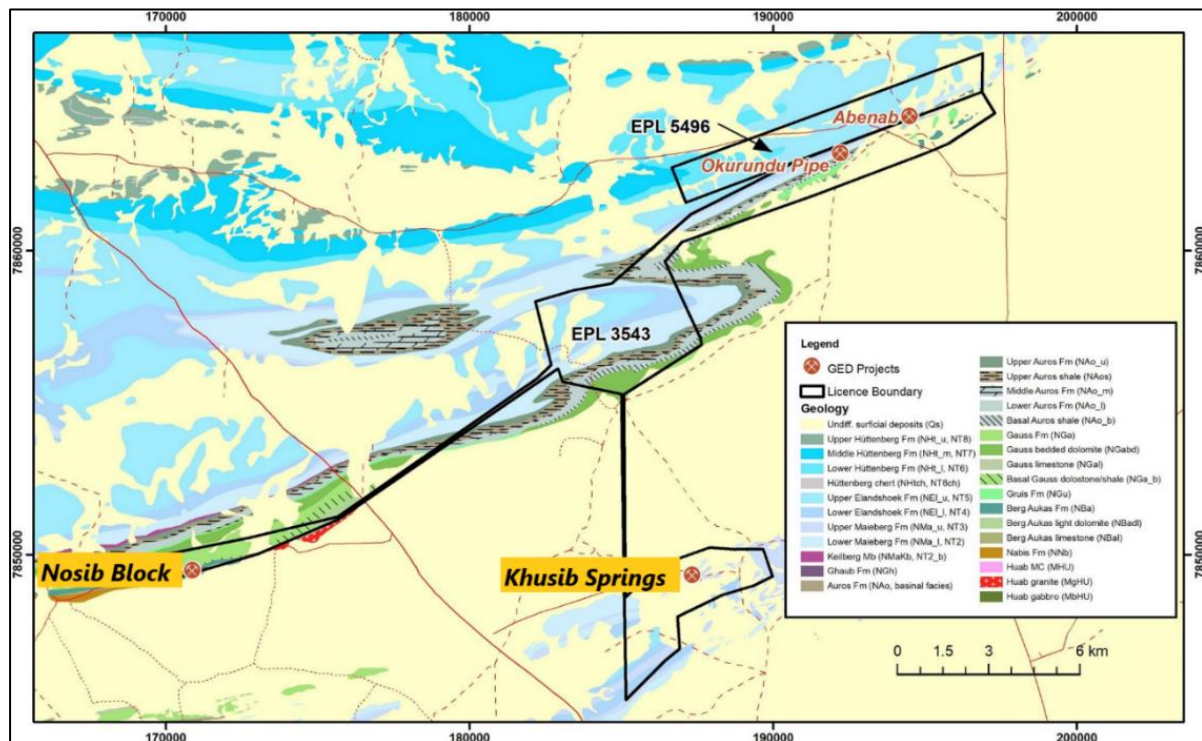 170000 180000 190000 200000
EPL 5496
Abenab
Okurundu Pipe
7860000 7860000
EPL 3543
Nosib Block
Khusib Springs
7850000 7850000
Legend
GED Projects
Licence Boundary
Geology
Undiff. surficial deposits (Qs)
Upper Hüttenberg Fm (NHt_u, NT8)
Middle Hüttenberg Fm (NHt_m, NT7)
Lower Hüttenberg Fm (NHt_l, NT6)
Hüttenberg chert (NHtch, NT6ch)
Upper Elandshoek Fm (NEl_u, NT5)
Lower Elandshoek Fm (NEl_l, NT4)
Upper Maieberg Fm (NMa_u, NT3)
Lower Maieberg Fm (NMa_l, NT2)
Keilberg Mb (NMaKb, NT2_b)
Ghaub Fm (NGh)
Auros Fm (NAo, basinal facies)
Upper Auros Fm (NAo_u)
Upper Auros shale (NAos)
Middle Auros Fm (NAo_m)
Lower Auros Fm (NAo_l)
Basal Auros shale (NAo_b)
Gauss Fm (NGa)
Gauss bedded dolomite (NGabd)
Gauss limestone (NGal)
Basal Gauss dolostone/shale (NGa_b)
Gruis Fm (NGu)
Berg Aukas Fm (NBa)
Berg Aukas light dolomite (NBadl)
Berg Aukas limestone (NBal)
Nabis Fm (NNb)
Huab MC (MHU)
Huab granite (MgHU)
Huab gabbro (MbHU)
0 1.5 3 6 km
170000 180000 190000 200000